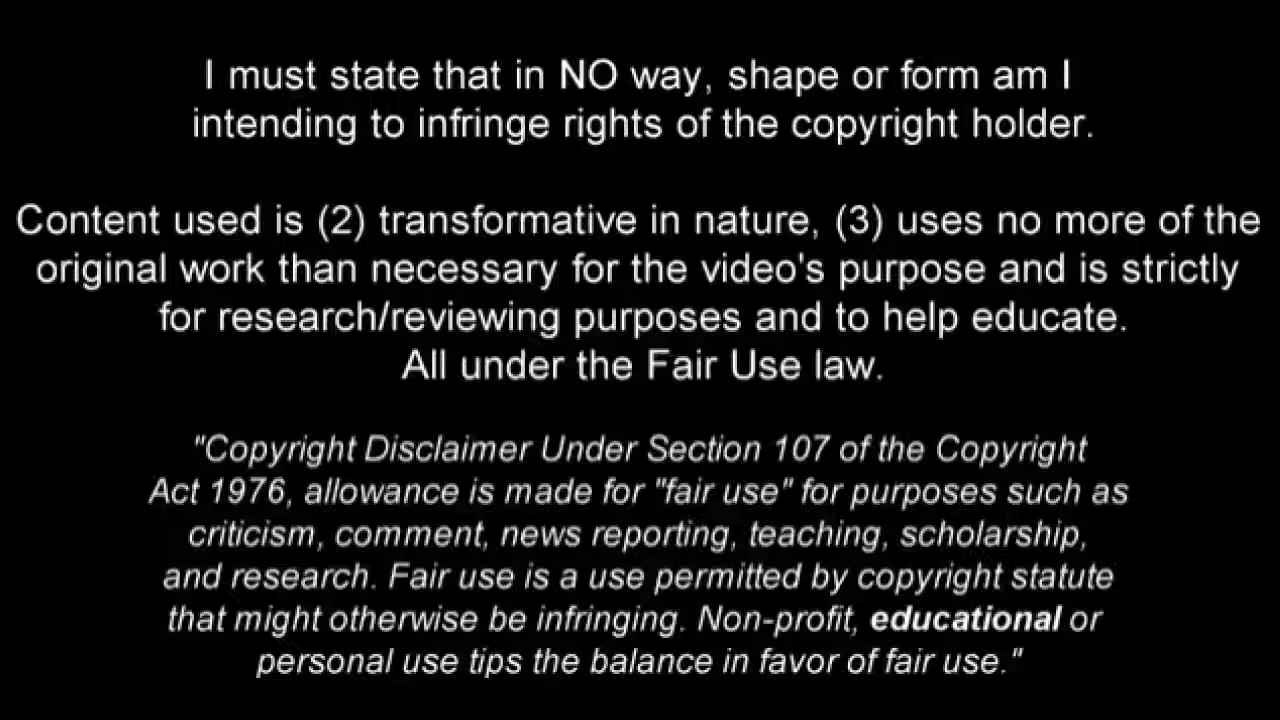 I must state that in NO way, shape or form am I
intending to infringe rights of the copyright holder.
Content used is (2) transformative in nature, (3) uses no more of the
original work than necessary for the video's purpose and is strictly
for research/reviewing purposes and to help educate.
All under the Fair Use law.
"Copyright Disclaimer Under Section 107 of the Copyright
Act 1976, allowance is made for "fair use" for purposes such as
criticism, comment, news reporting, teaching, scholarship,
and research. Fair use is a use permitted by copyright statute
that might otherwise be infringing. Non-profit, educational or
personal use tips the balance in favor of fair use."